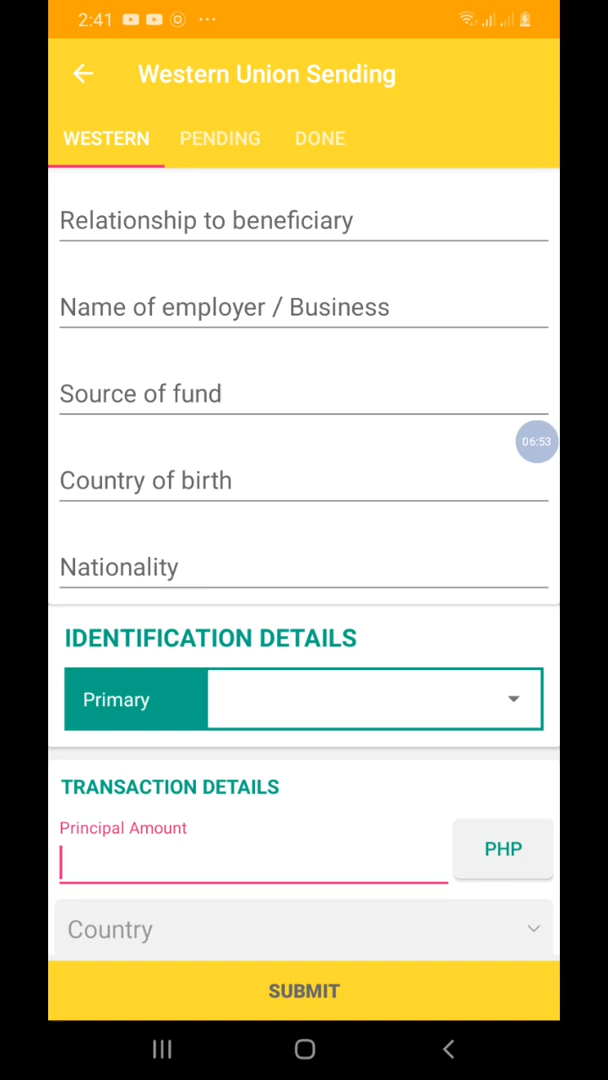 2:41
Western Union Sending
WESTERN PENDING DONE
Relationship to beneficiary
Name of employer / Business
Source of fund
06:53
Country of birth
Nationality
IDENTIFICATION DETAILS
Primary
TRANSACTION DETAILS
Principal Amount
PHP
Country
SUBMIT